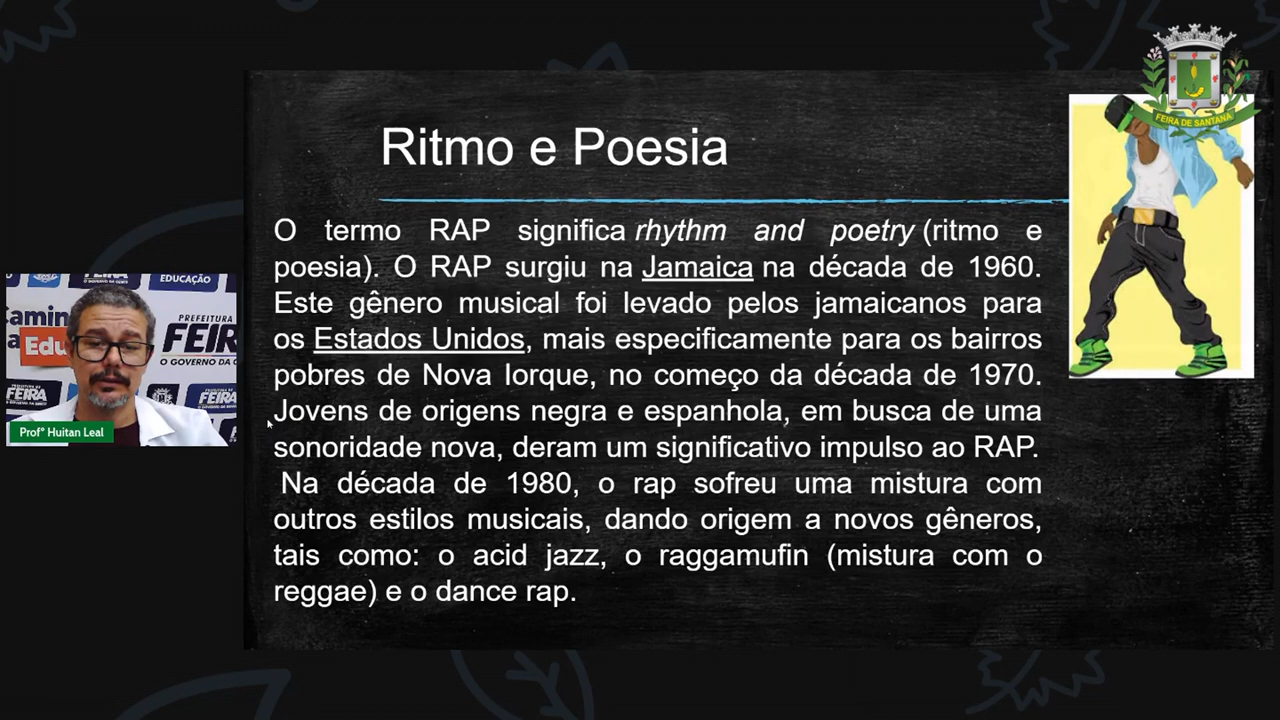 FEIRA DE SANTANA
Ritmo e Poesia
O termo RAP significa rhythm and poetry (ritmo e
poesia). O RAP surgiu na Jamaica na década de 1960.
Este gênero musical foi levado pelos jamaicanos para
os Estados Unidos, mais especificamente para os bairros
pobres de Nova Iorque, no começo da década de 1970.
Jovens de origens negra e espanhola, em busca de uma
sonoridade nova, deram um significativo impulso ao RAP.
Na década de 1980, o rap sofreu uma mistura com
outros estilos musicais, dando origem a novos gêneros,
tais como: o acid jazz, o raggamufin (mistura com o
reggae) e o dance rap.
EDUCAÇÃO
Camin
a Edu
PREFEITURA
FEIR
O GOVERNO DA
FEIRA
FEIRA
Prof° Huitan Leal